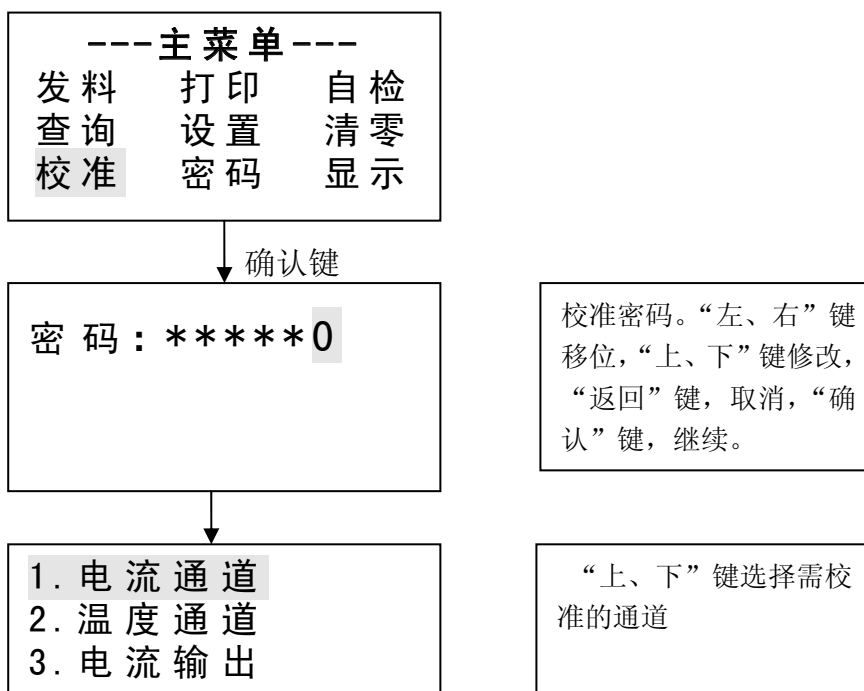 ---主菜单---
发料 打印 自检
查询 设置 清零
校准 密码 显示
确认键
密码:*****0
校准密码。“左、右”键
移位，“上、下”键修改，
“返回”键，取消，“确
认”键，继续。
1.电流通道
2.温度通道
3.电流输出
“上、下”键选择需校
准的通道